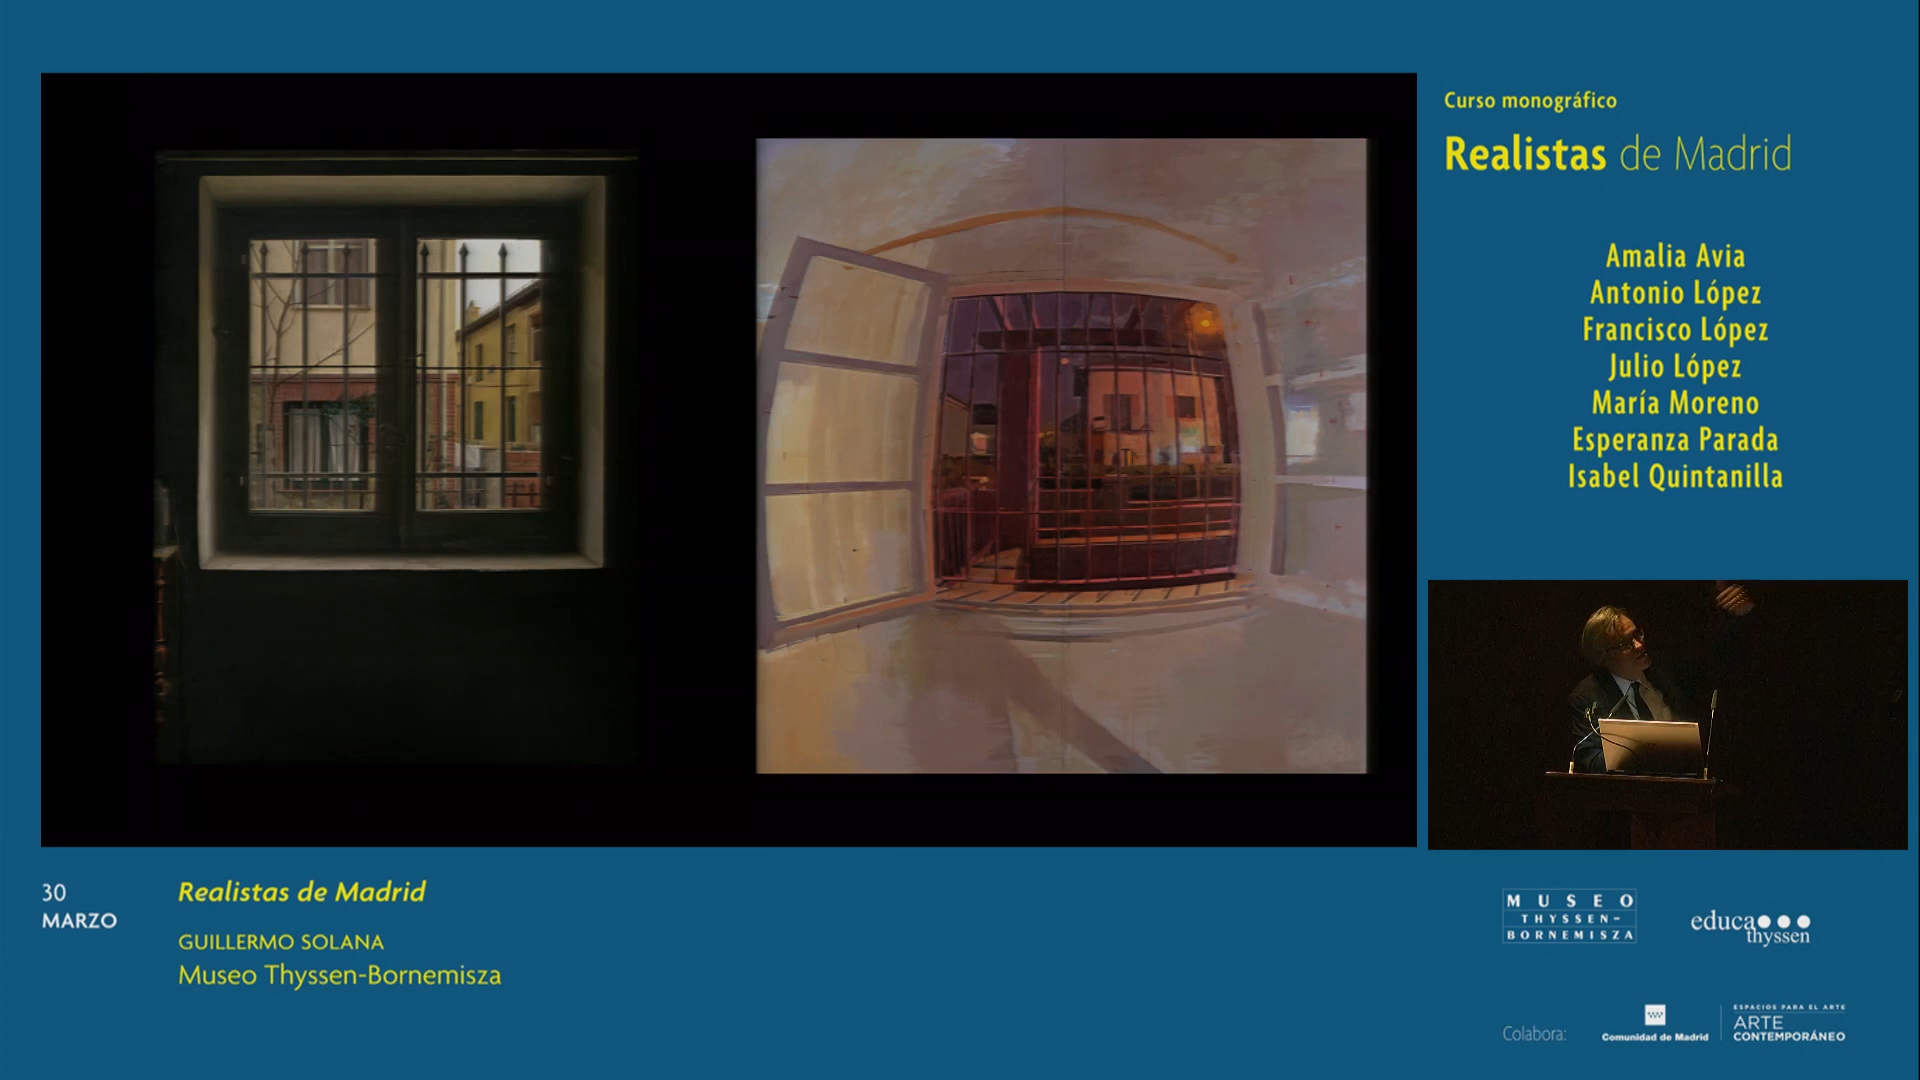 Curso monográfico
Realistas de Madrid
Amalia Avia
Antonio López
Francisco López
Julio López
María Moreno
Esperanza Parada
Isabel Quintanilla
30
MARZO
Realistas de Madrid
GUILLERMO SOLANA
Museo Thyssen-Bornemisza
MUSEO
THYSSEN-
BORNEMISZA
educa
thyssen
Colabora:
Comunidad de Madrid
ESPACIOS PARA EL ARTE
ARTE
CONTEMPORÁNEO